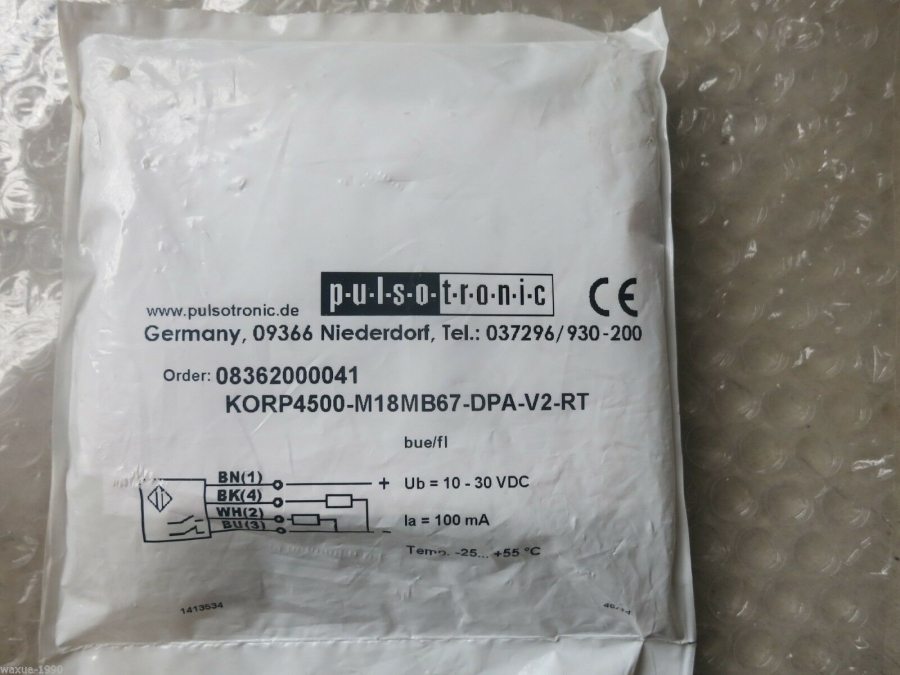 p·u·l·s·o·t·r·o·n·i·c CE
www.pulsotronic.de
Germany, 09366 Niederdorf, Tel.: 037296/930-200
Order: 08362000041
KORP4500-M18MB67-DPA-V2-RT
bue/fl
BN(1) + Ub = 10 - 30 VDC
BK(4)
WH(2) Ia = 100 mA
BU(3) -
Temp. -25... +55 °C
1413534
waxue-1990